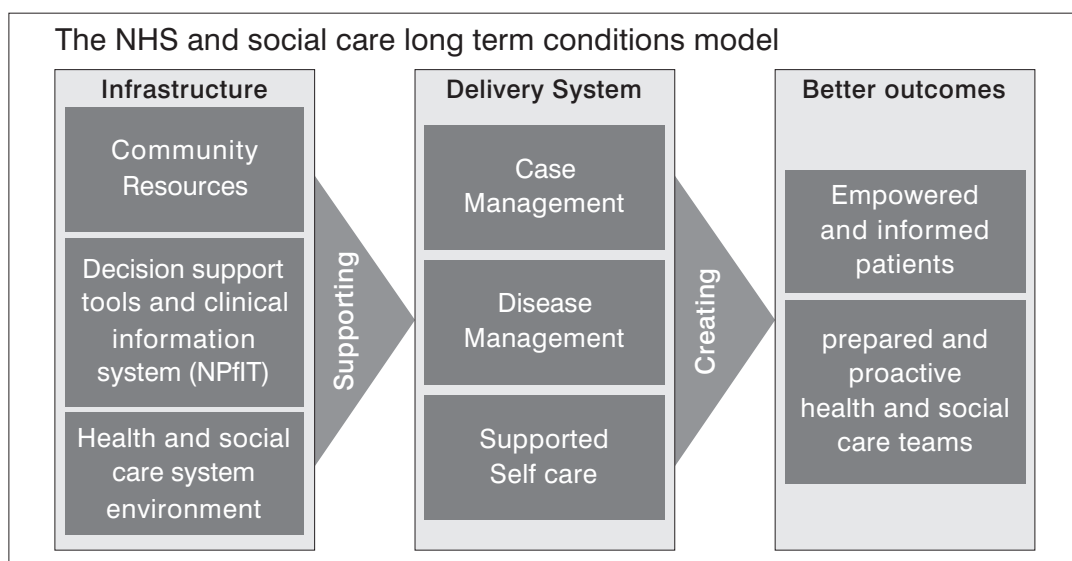 The NHS and social care long term conditions model
Infrastructure
Community
Resources
Decision support
tools and clinical
information
system (NPfIT)
Health and social
care system
environment
Supporting
Delivery System
Case
Management
Disease
Management
Supported
Self care
Creating
Better outcomes
Empowered
and informed
patients
prepared and
proactive
health and social
care teams